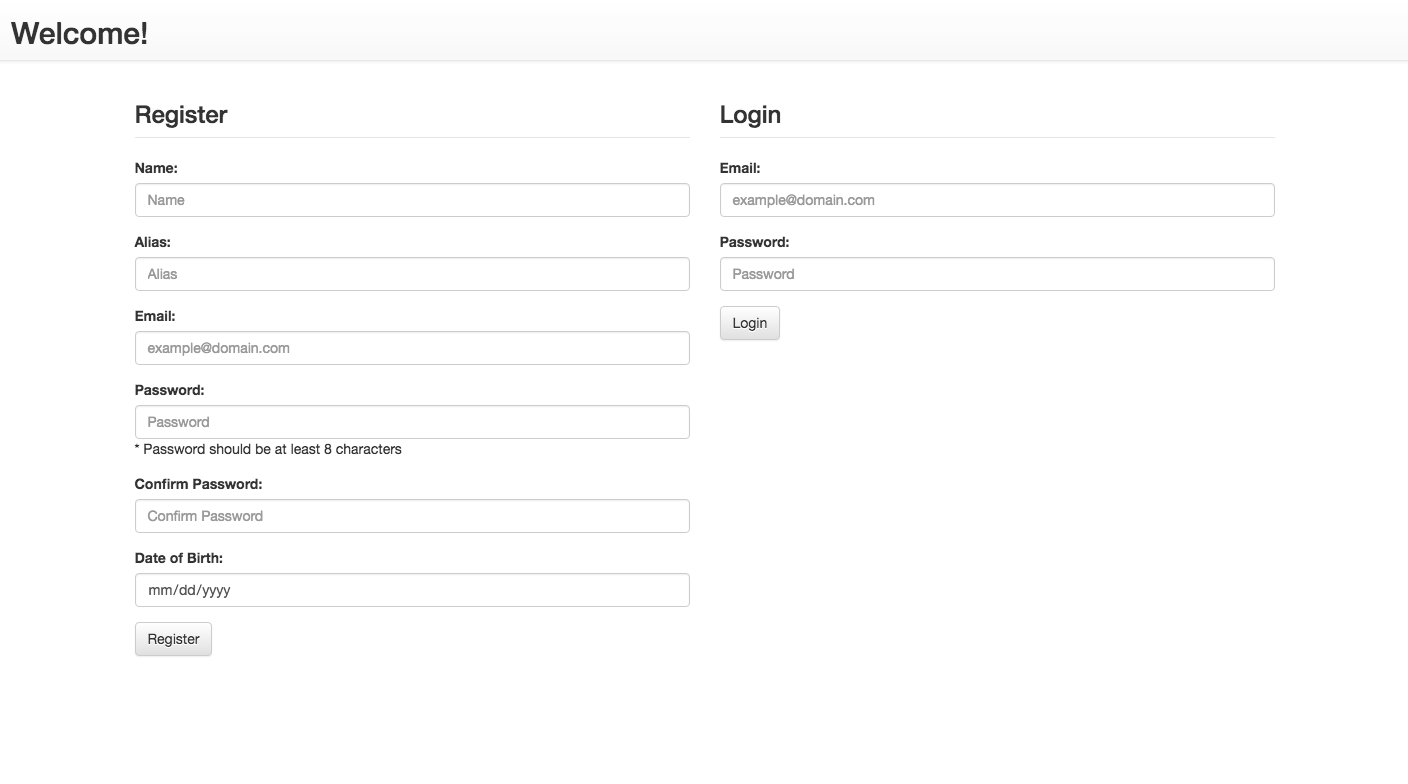 Welcome!
Register
Name:
Name
Alias:
Alias
Email:
example@domain.com
Password:
Password
* Password should be at least 8 characters
Confirm Password:
Confirm Password
Date of Birth:
mm/dd/yyyy
Register
Login
Email:
example@domain.com
Password:
Password
Login